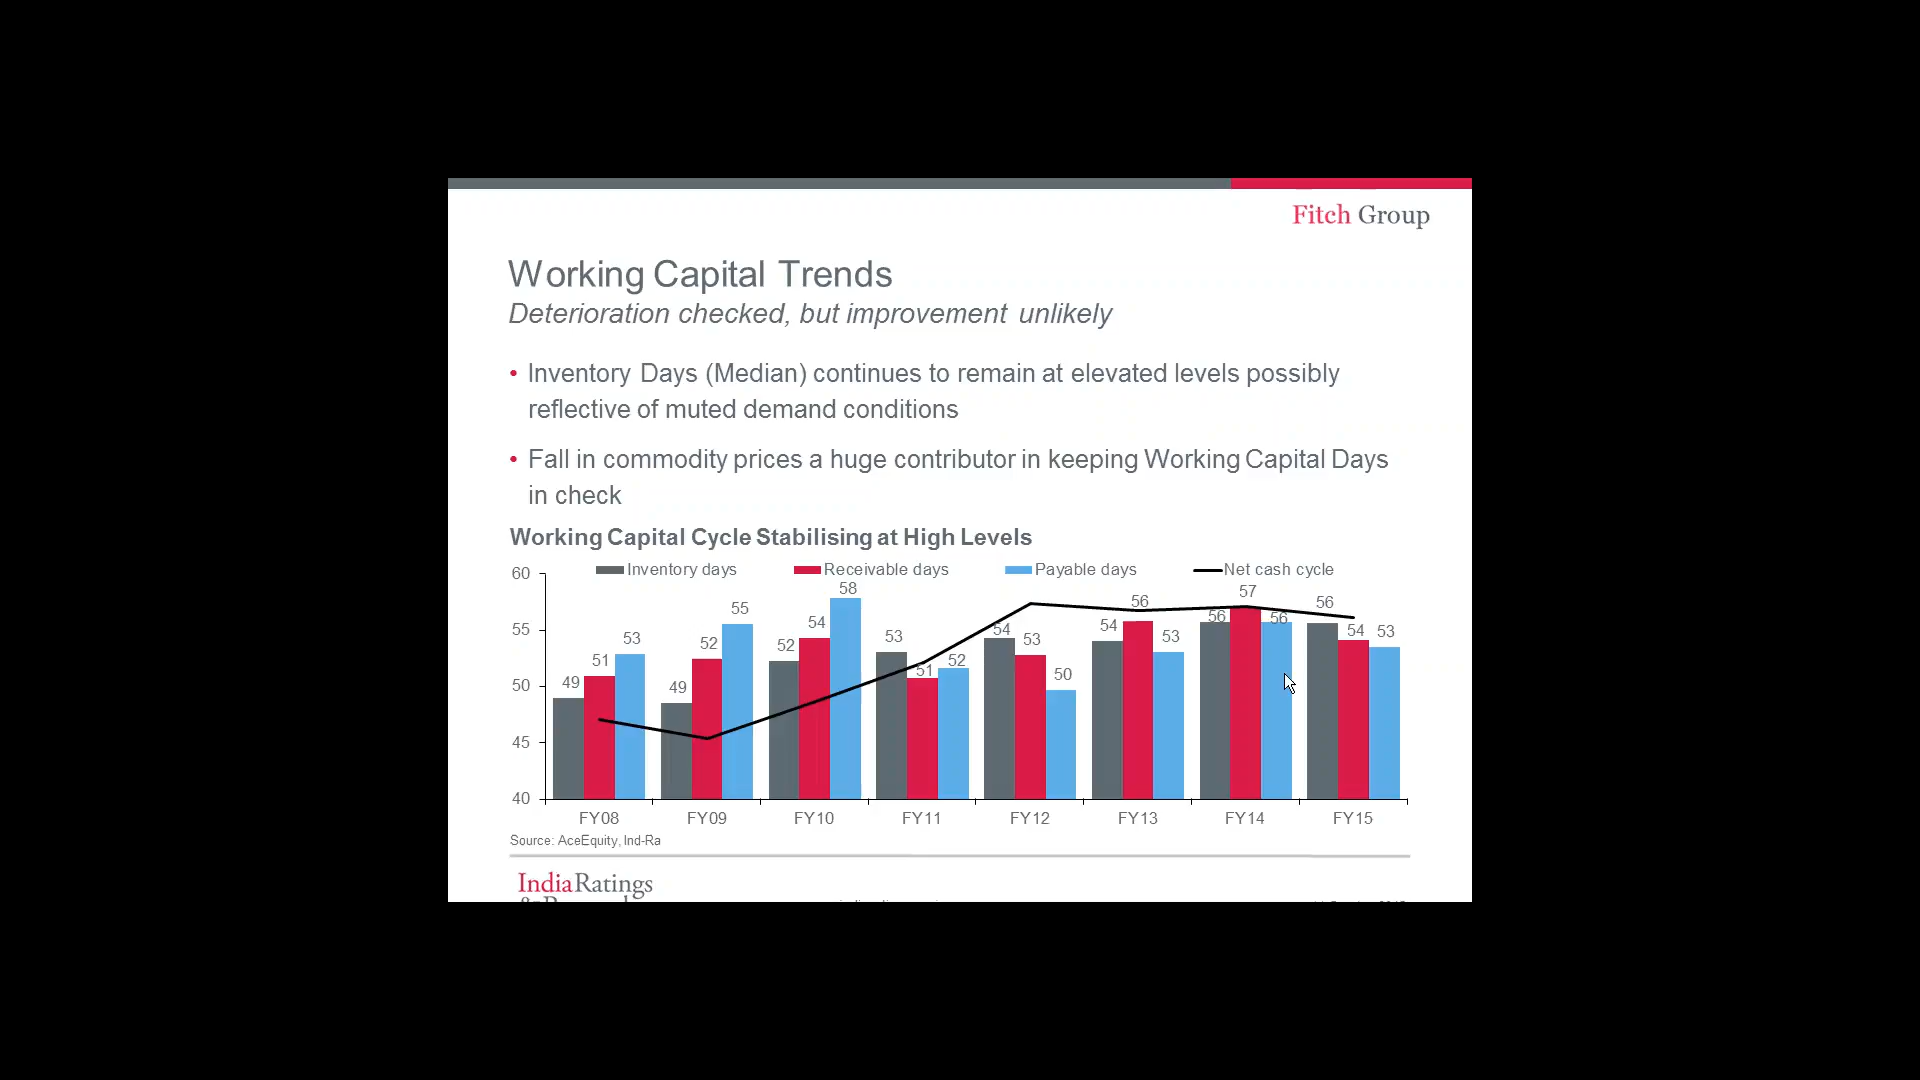 Fitch Group
Working Capital Trends
Deterioration checked, but improvement unlikely
• Inventory Days (Median) continues to remain at elevated levels possibly
reflective of muted demand conditions
• Fall in commodity prices a huge contributor in keeping Working Capital Days
in check
Working Capital Cycle Stabilising at High Levels
Inventory days Receivable days Payable days Net cash cycle
60
55
50
45
40
49 51 53
49 52 55
52 54 58
53 51 52
54 53 50
54 56 53
56 57 56
56 54 53
FY08 FY09 FY10 FY11 FY12 FY13 FY14 FY15
Source: AceEquity, Ind-Ra
IndiaRatings